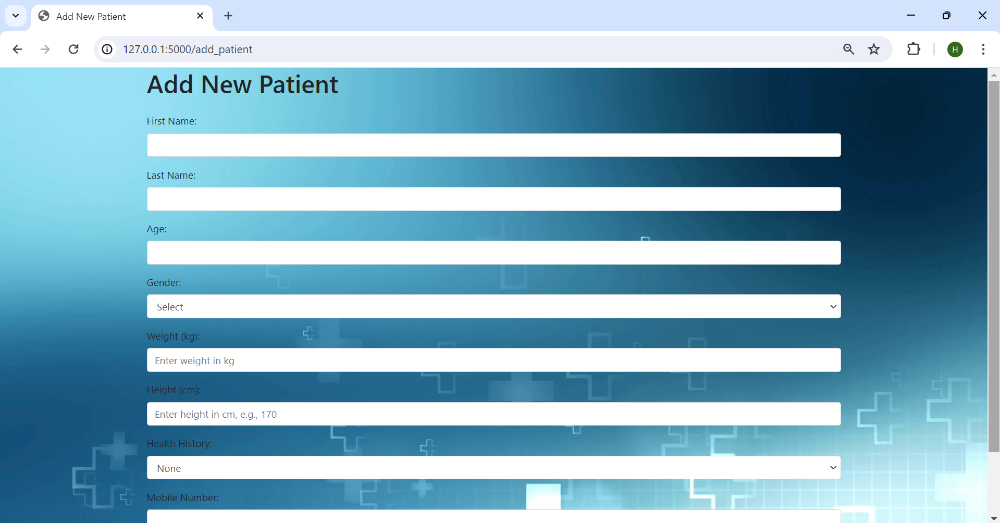 Add New Patient
127.0.0.1:5000/add_patient
H
Add New Patient
First Name:
Last Name:
Age:
Gender:
Select
Weight (kg):
Enter weight in kg
Height (cm):
Enter height in cm, e.g., 170
Health History:
None
Mobile Number: